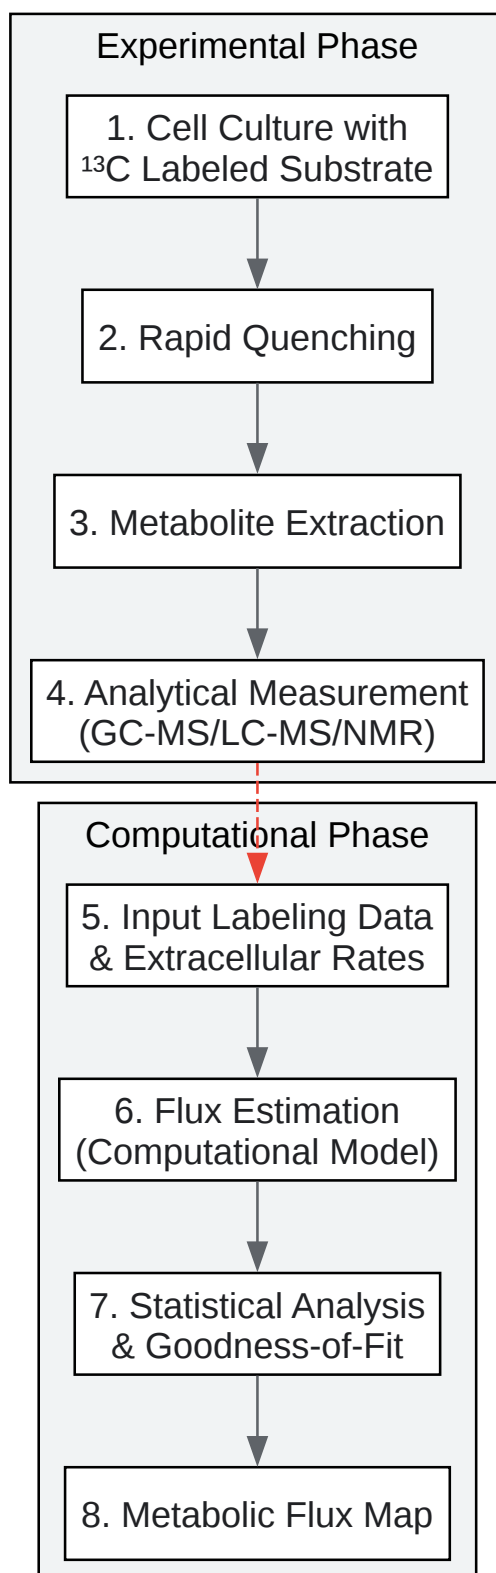 Experimental Phase
1. Cell Culture with
¹³C Labeled Substrate
2. Rapid Quenching
3. Metabolite Extraction
4. Analytical Measurement
(GC-MS/LC-MS/NMR)
Computational Phase
5. Input Labeling Data
& Extracellular Rates
6. Flux Estimation
(Computational Model)
7. Statistical Analysis
& Goodness-of-Fit
8. Metabolic Flux Map